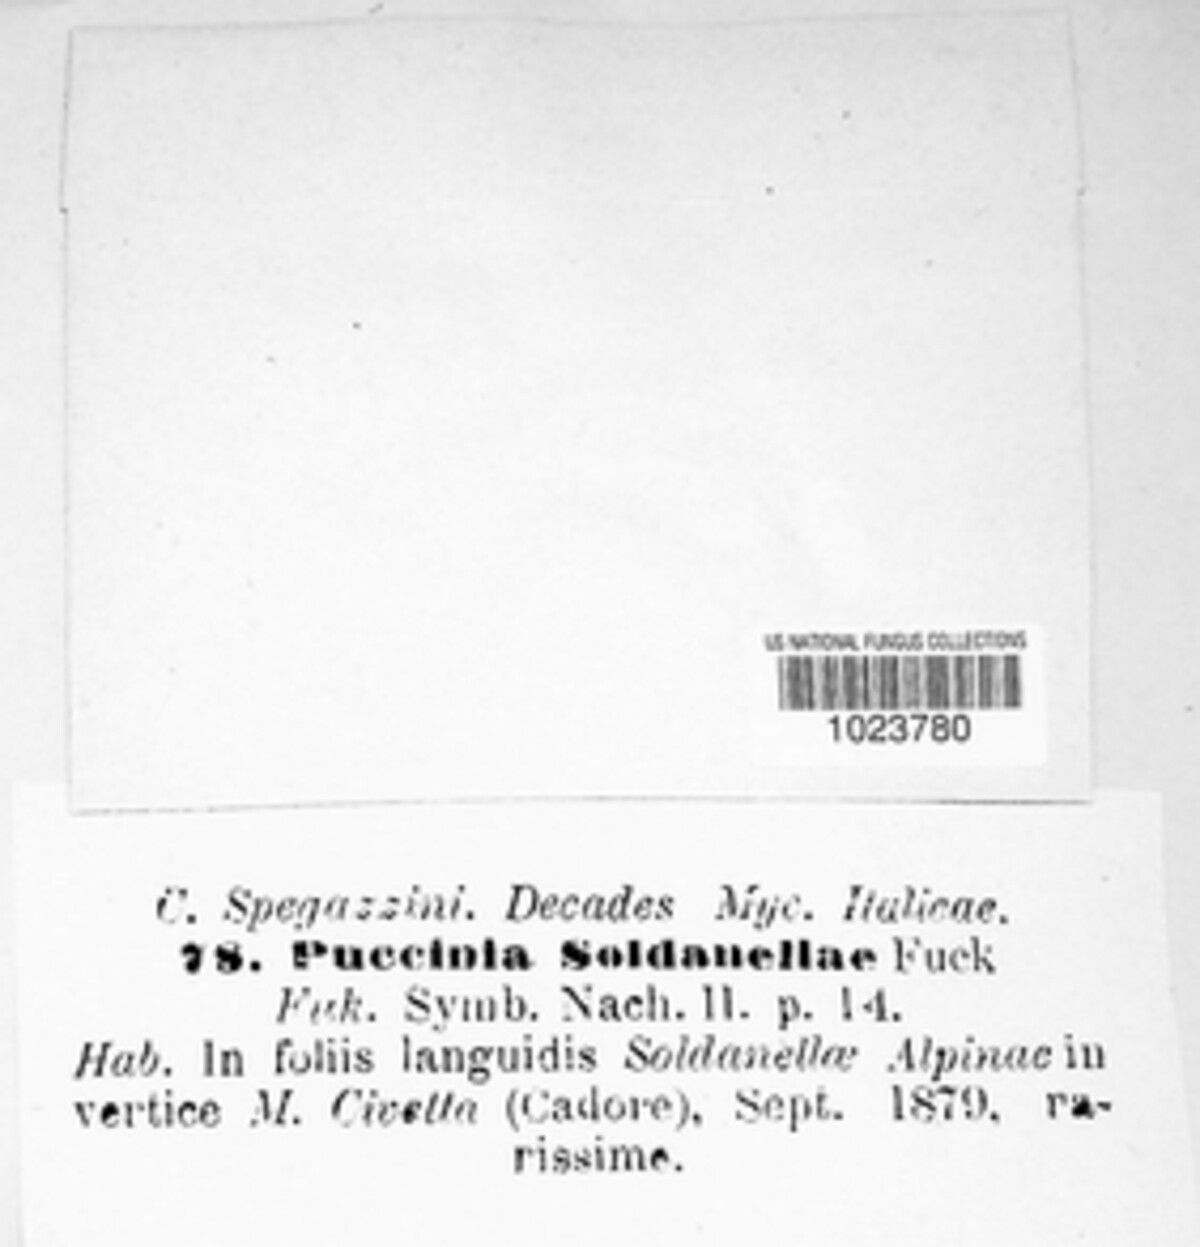 US NATIONAL FUNGUS COLLECTIONS
1023780
C. Spegazzini. Decades Myc. Italicae.
78. Puccinia Soldanellae Fuck
Fuk. Symb. Nach. II. p. 14.
Hab. In foliis languidis Soldanellæ Alpinae in
vertice M. Civetta (Cadore), Sept. 1879, ra-
rissime.